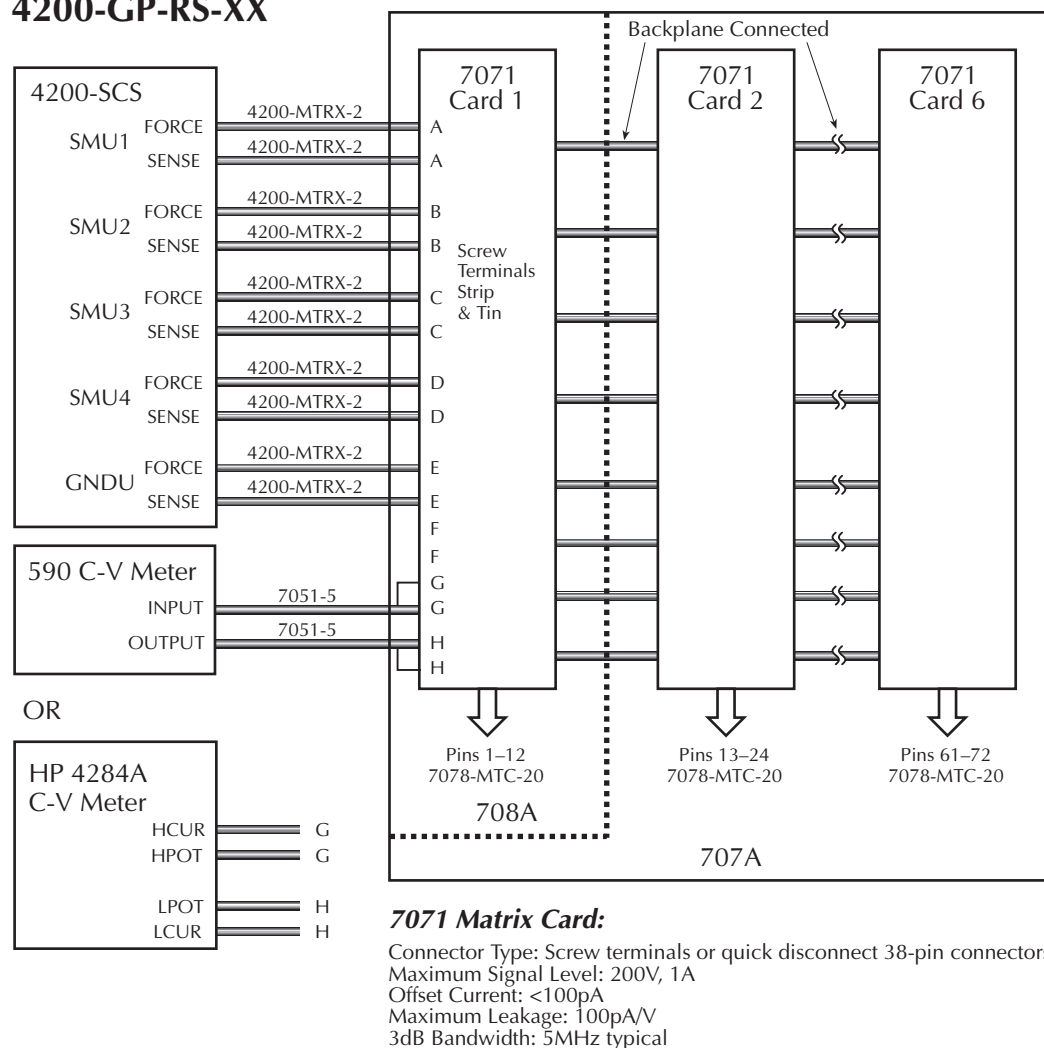 4200-GP-RS-XX
Backplane Connected
4200-SCS
SMU1
FORCE
4200-MTRX-2
A
SENSE
4200-MTRX-2
A
SMU2
FORCE
4200-MTRX-2
B
SENSE
4200-MTRX-2
B
SMU3
FORCE
4200-MTRX-2
C
SENSE
4200-MTRX-2
C
SMU4
FORCE
4200-MTRX-2
D
SENSE
4200-MTRX-2
D
GNDU
FORCE
4200-MTRX-2
E
SENSE
4200-MTRX-2
E
F
F
G
590 C-V Meter
INPUT
7051-5
G
OUTPUT
7051-5
H
H
7071
Card 1
Screw
Terminals
Strip
& Tin
7071
Card 2
7071
Card 6
Pins 1–12
7078-MTC-20
Pins 13–24
7078-MTC-20
Pins 61–72
7078-MTC-20
708A
707A
OR
HP 4284A
C-V Meter
HCUR
G
HPOT
G
LPOT
H
LCUR
H
7071 Matrix Card:
Connector Type: Screw terminals or quick disconnect 38-pin connectors
Maximum Signal Level: 200V, 1A
Offset Current: <100pA
Maximum Leakage: 100pA/V
3dB Bandwidth: 5MHz typical